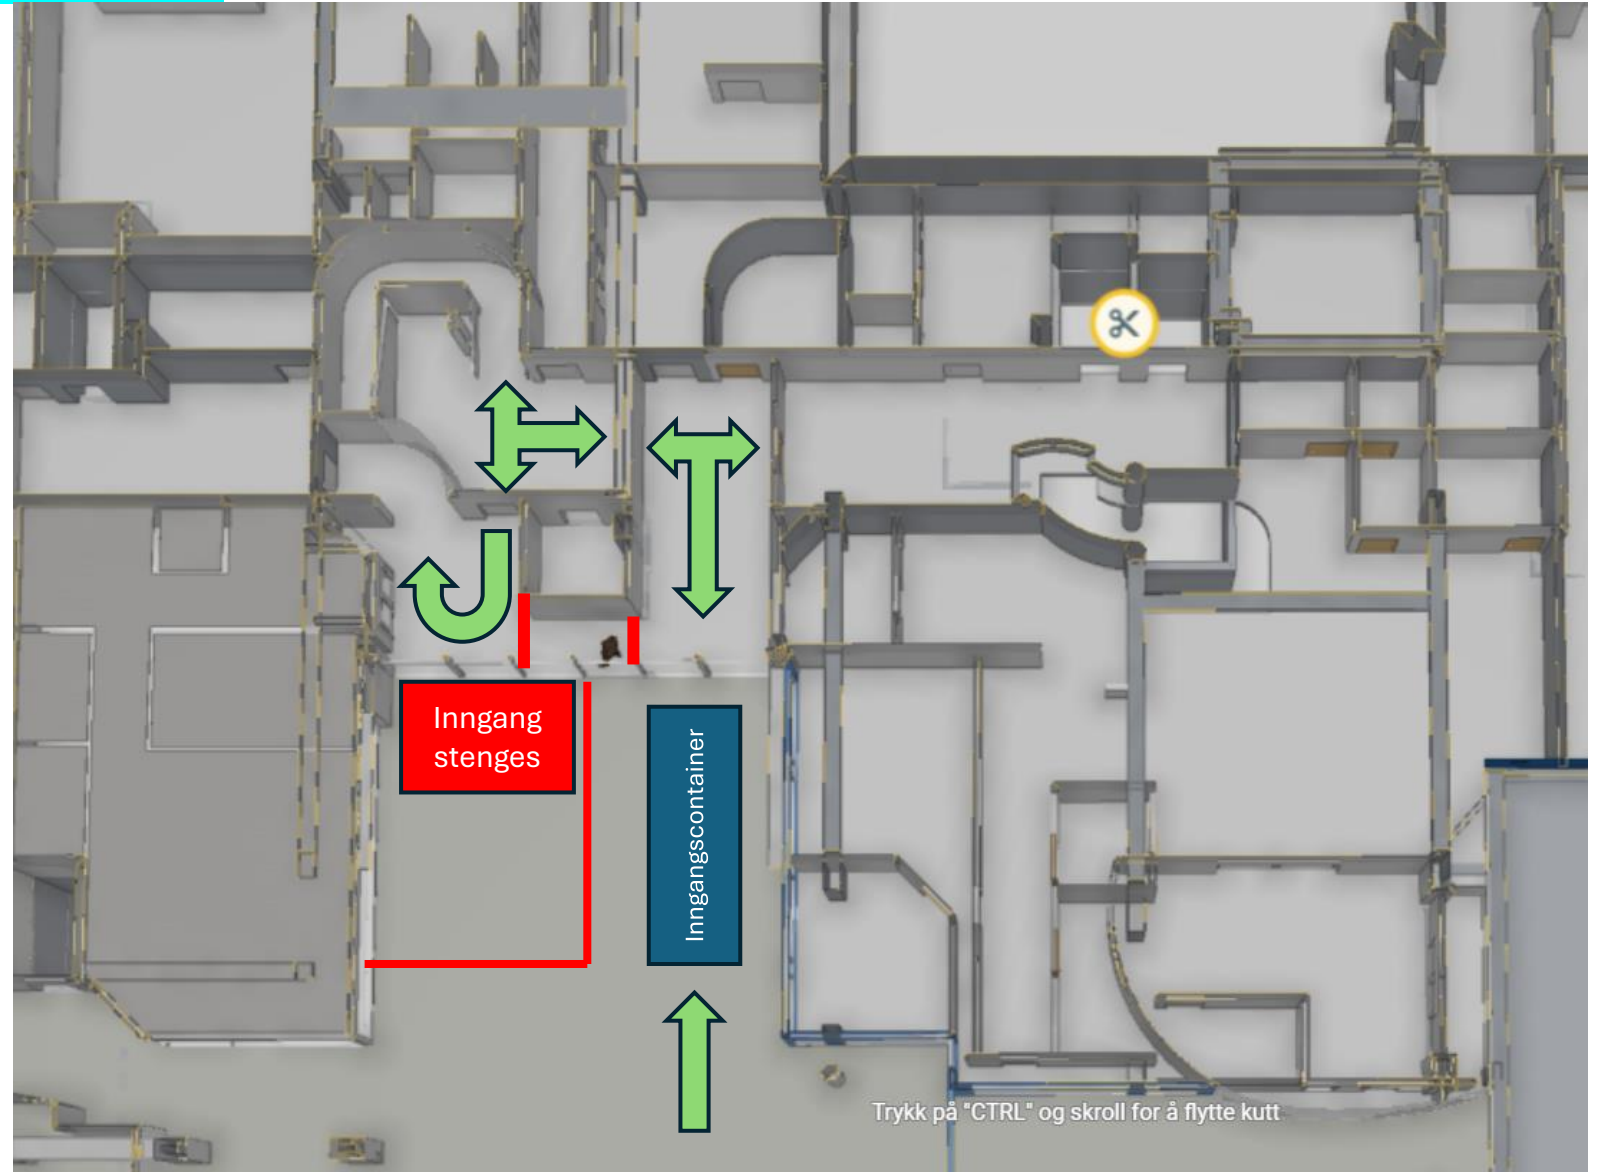 Inngang
stenges
Inngangscontainer
Trykk på "CTRL" og skroll for å flytte kutt